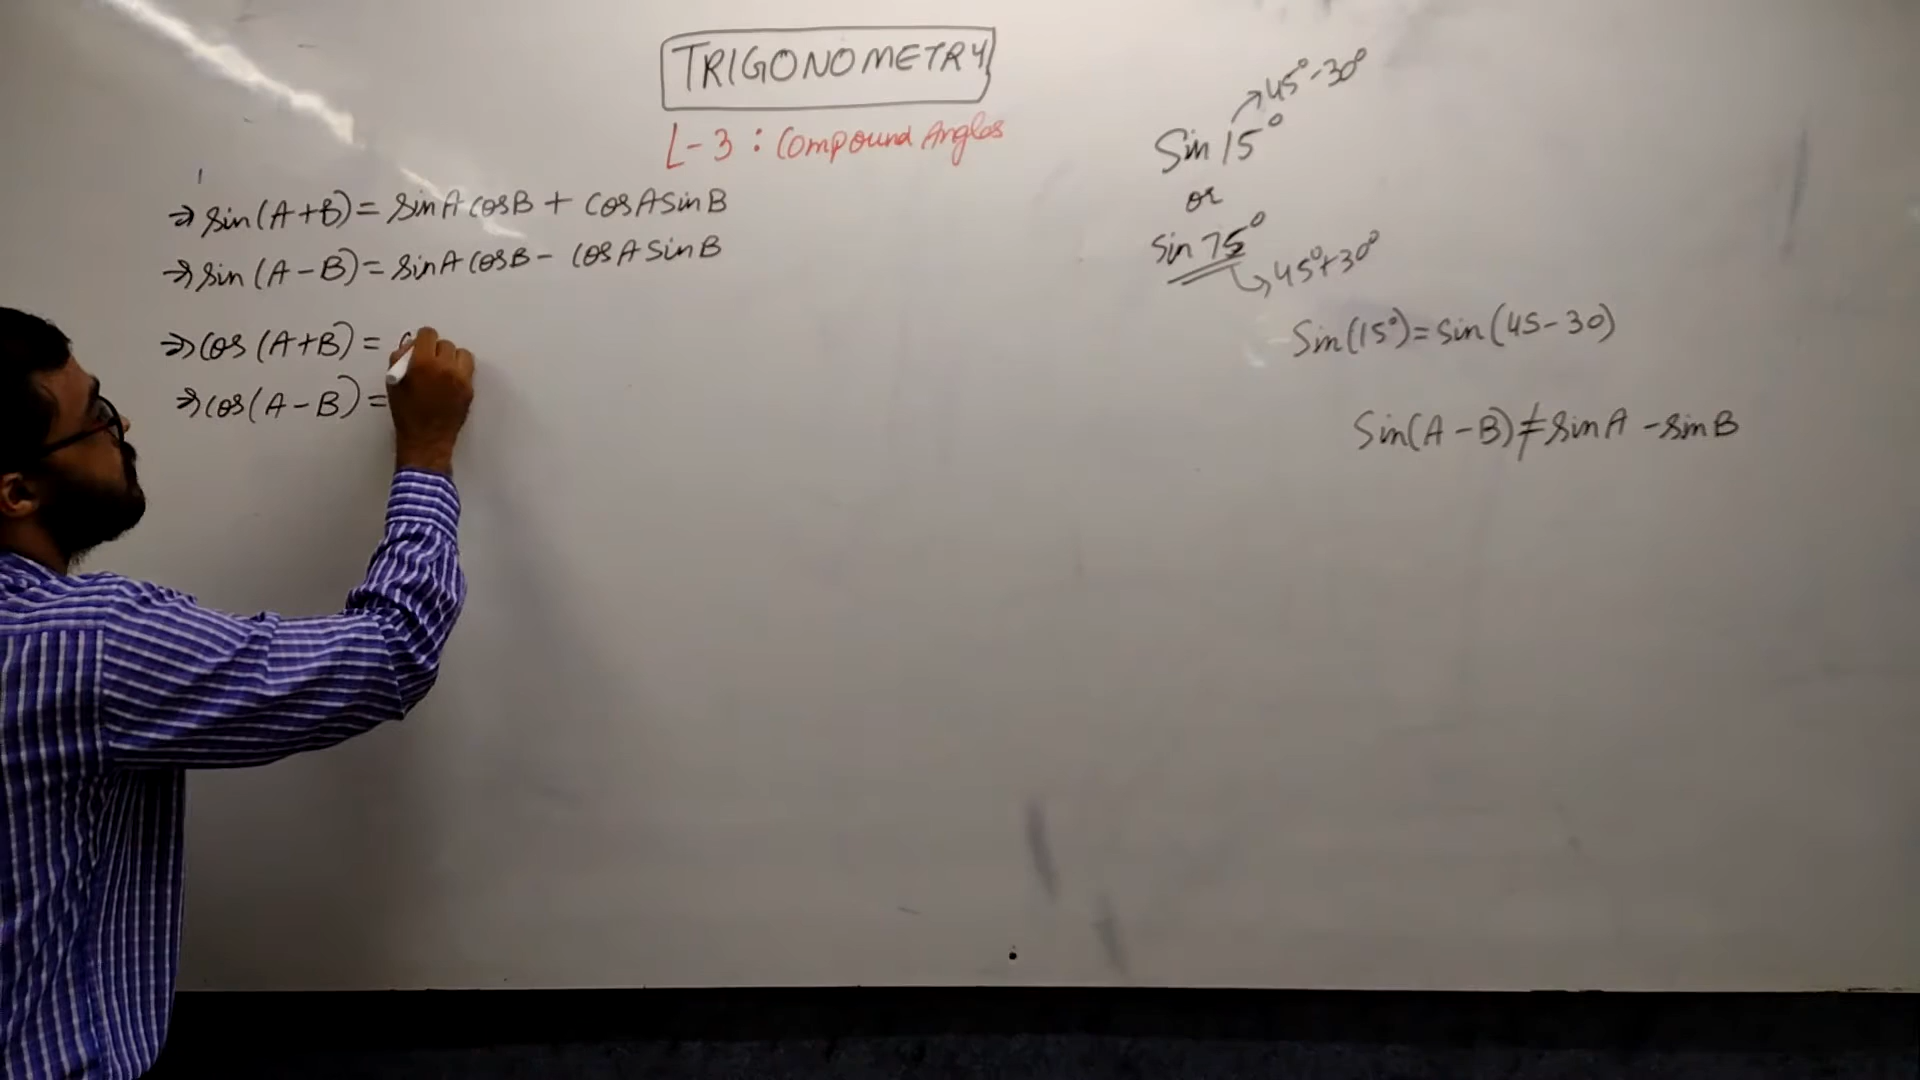 TRIGONOMETRY
L-3 : Compound Angles
→ sin(A+B) = sinA cosB + cosA sinB
→ sin(A-B) = sinA cosB - cosA sinB
→ cos(A+B) =
→ cos(A-B) =
45°-30°
Sin 15°
or
Sin 75°
45°+30°
Sin(15°) = sin(45-30)
Sin(A-B) ≠ sinA - sinB